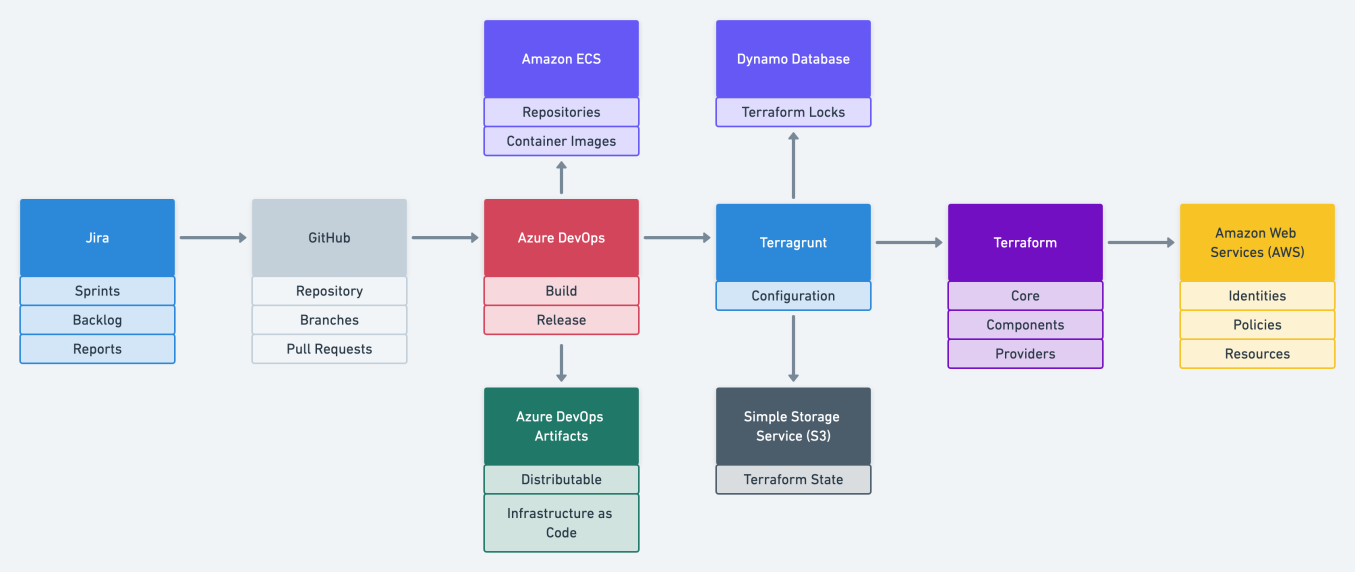 Amazon ECS
Repositories
Container Images
Dynamo Database
Terraform Locks
Jira
Sprints
Backlog
Reports
GitHub
Repository
Branches
Pull Requests
Azure DevOps
Build
Release
Terragrunt
Configuration
Terraform
Core
Components
Providers
Amazon Web
Services (AWS)
Identities
Policies
Resources
Azure DevOps
Artifacts
Distributable
Infrastructure as
Code
Simple Storage
Service (S3)
Terraform State